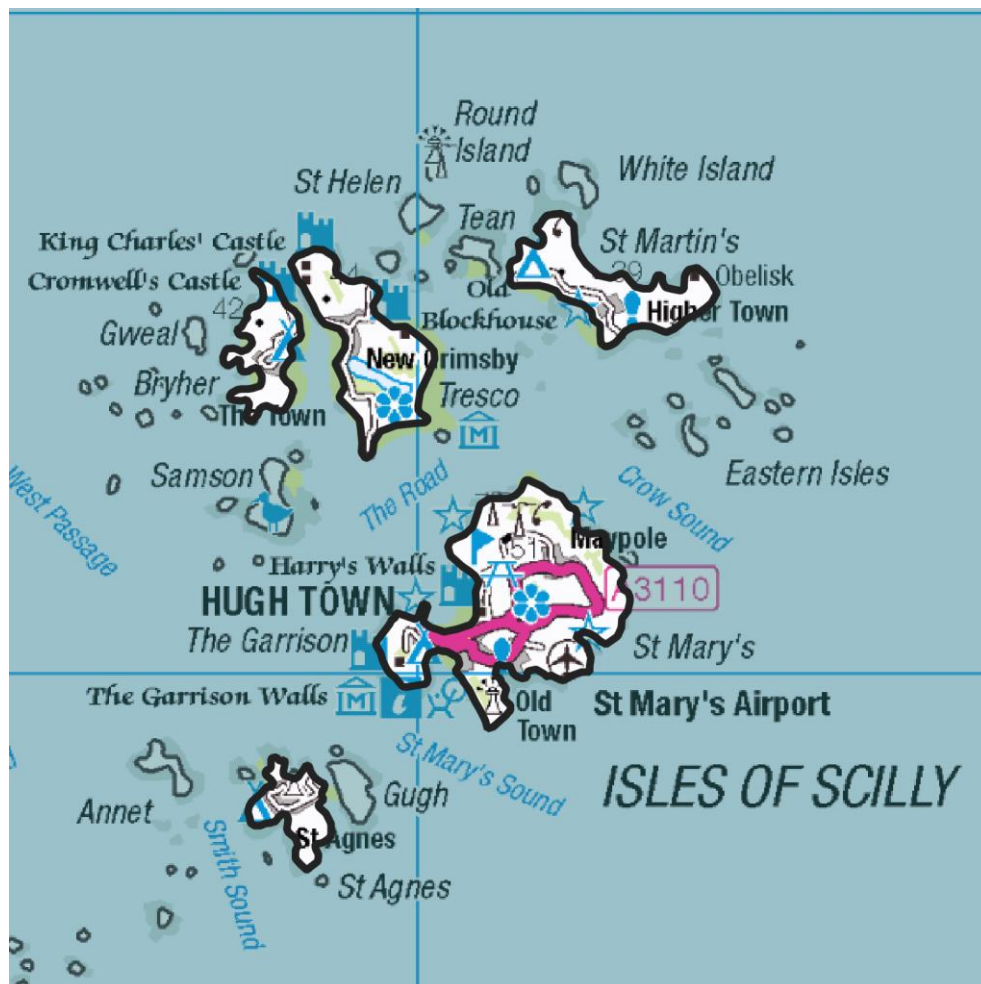 Round
Island
White Island
St Helen
Tean
St Martin's
King Charles' Castle
29
Obelisk
Cromwell's Castle
Old
42
Blockhouse
Higher Town
Gweal
New Grimsby
Bryher
Tresco
The Town
M
Eastern Isles
Samson
The Road
Crow Sound
West Passage
Maypole
51
Harry's Walls
A3110
HUGH TOWN
The Garrison
St Mary's
The Garrison Walls
M
i
Old
Town
St Mary's Airport
St Mary's Sound
ISLES OF SCILLY
Annet
Gugh
Smith Sound
St Agnes
St Agnes